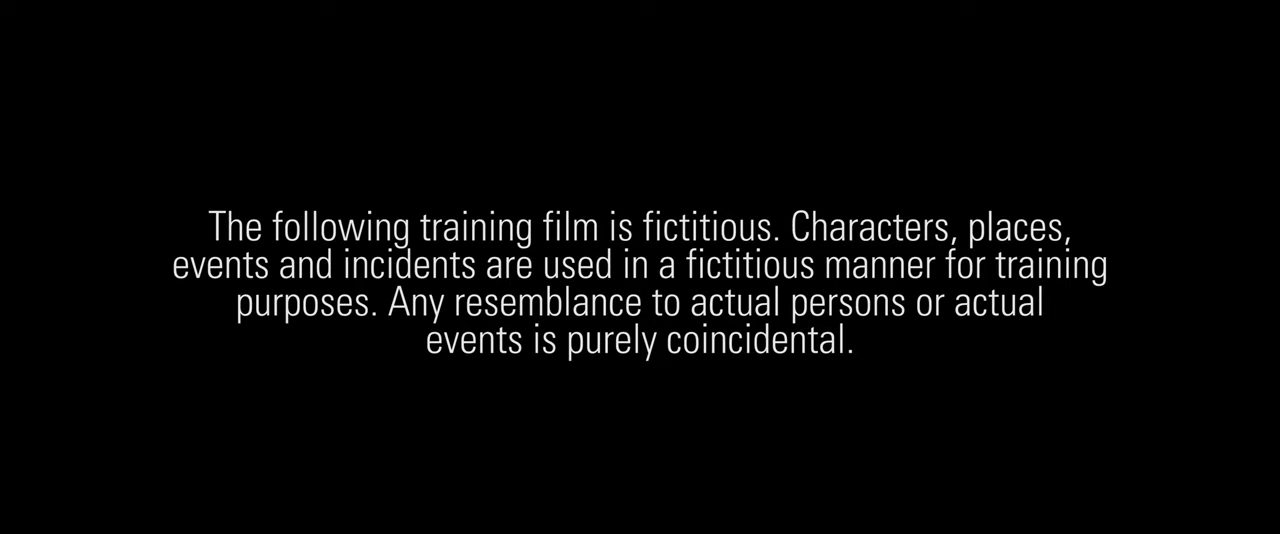 The following training film is fictitious. Characters, places,
events and incidents are used in a fictitious manner for training
purposes. Any resemblance to actual persons or actual
events is purely coincidental.